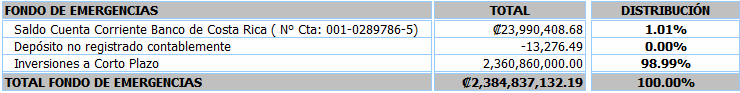 FONDO DE EMERGENCIAS TOTAL DISTRIBUCIÓN
Saldo Cuenta Corriente Banco de Costa Rica ( N° Cta: 001-0289786-5) ₡23,990,408.68 1.01%
Depósito no registrado contablemente -13,276.49 0.00%
Inversiones a Corto Plazo 2,360,860,000.00 98.99%
TOTAL FONDO DE EMERGENCIAS ₡2,384,837,132.19 100.00%